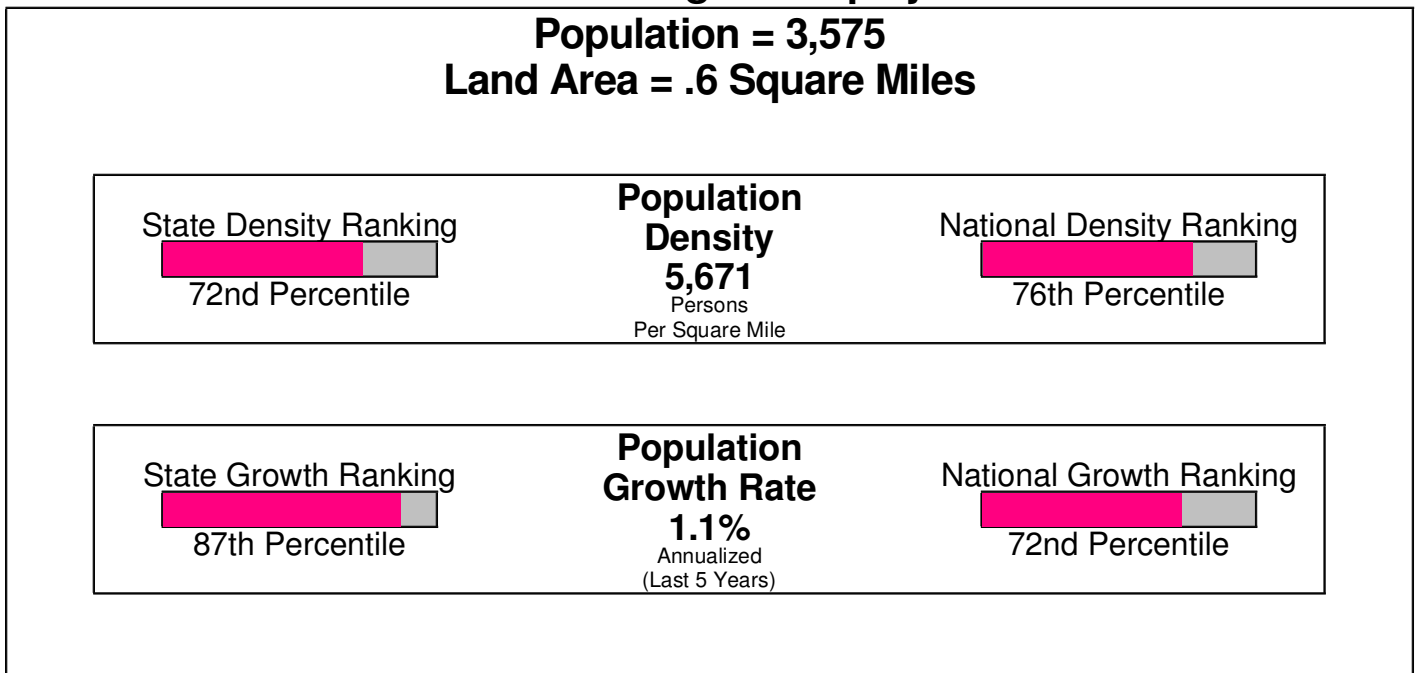 Population = 3,575
Land Area = .6 Square Miles
State Density Ranking
72nd Percentile
Population
Density
5,671
Persons
Per Square Mile
National Density Ranking
76th Percentile
State Growth Ranking
87th Percentile
Population
Growth Rate
1.1%
Annualized
(Last 5 Years)
National Growth Ranking
72nd Percentile